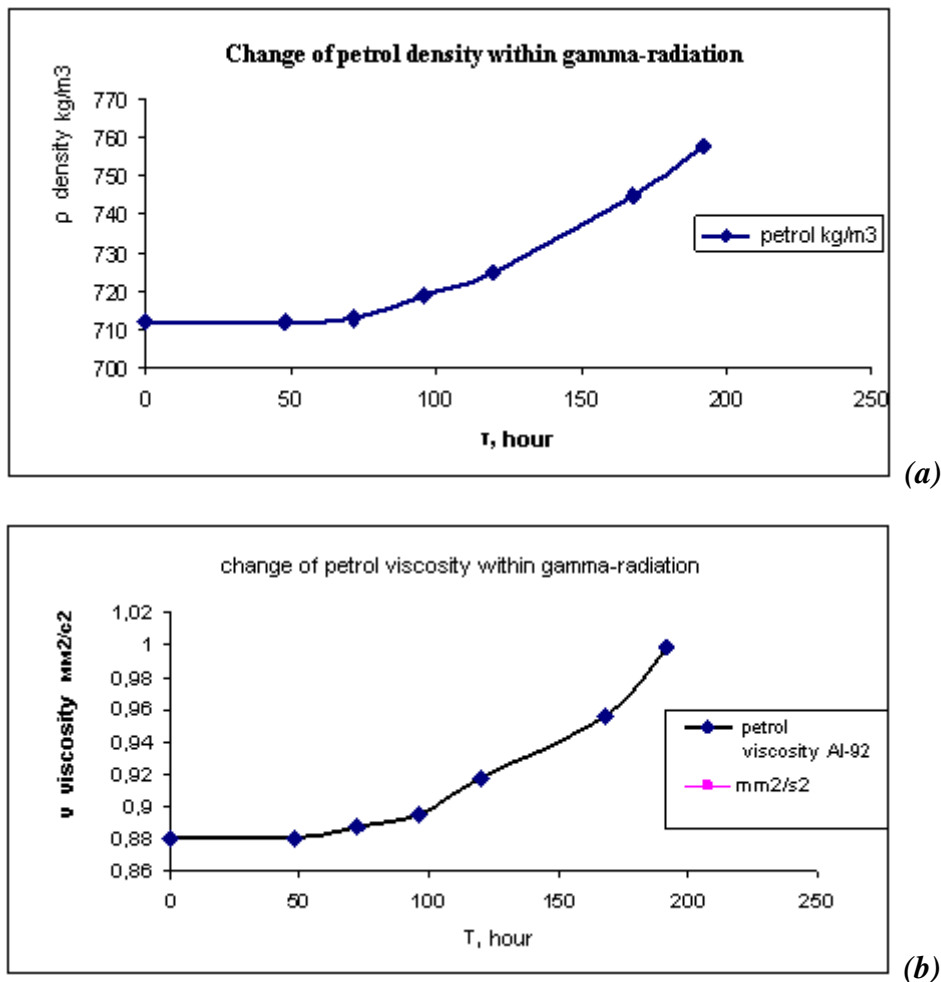 Change of petrol density within gamma-radiation
ρ density kg/m3
770
760
750
740
730
720
710
700
0 50 100 150 200 250
τ, hour
petrol kg/m3
(a)
change of petrol viscosity within gamma-radiation
υ viscosity мм2/с2
1,02
1
0,98
0,96
0,94
0,92
0,9
0,88
0,86
0 50 100 150 200 250
T, hour
petrol
viscosity AI-92
mm2/s2
(b)